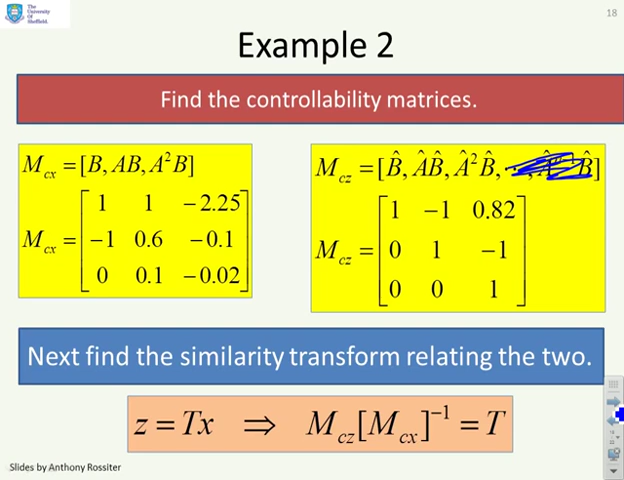 The
University
Of
Sheffield.
18
Example 2
Find the controllability matrices.
M_cx = [B, AB, A²B]
M_cx = [1 1 -2.25
-1 0.6 -0.1
0 0.1 -0.02]
M_cz = [B̂, ÂB̂, Â²B̂, B̂]
M_cz = [1 -1 0.82
0 1 -1
0 0 1]
Next find the similarity transform relating the two.
z = Tx ⇒ M_cz[M_cx]⁻¹ = T
Slides by Anthony Rossiter